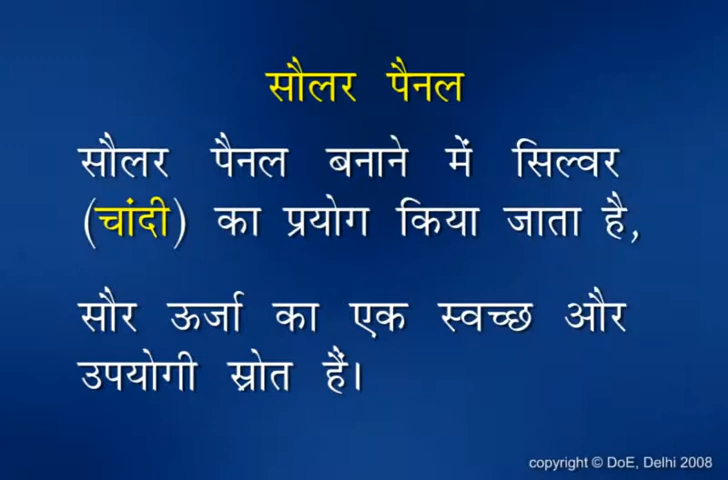 सौलर पैनल
सौलर पैनल बनाने में सिल्वर
(चांदी) का प्रयोग किया जाता है,
सौर ऊर्जा का एक स्वच्छ और
उपयोगी स्रोत हैं।
copyright © DoE, Delhi 2008